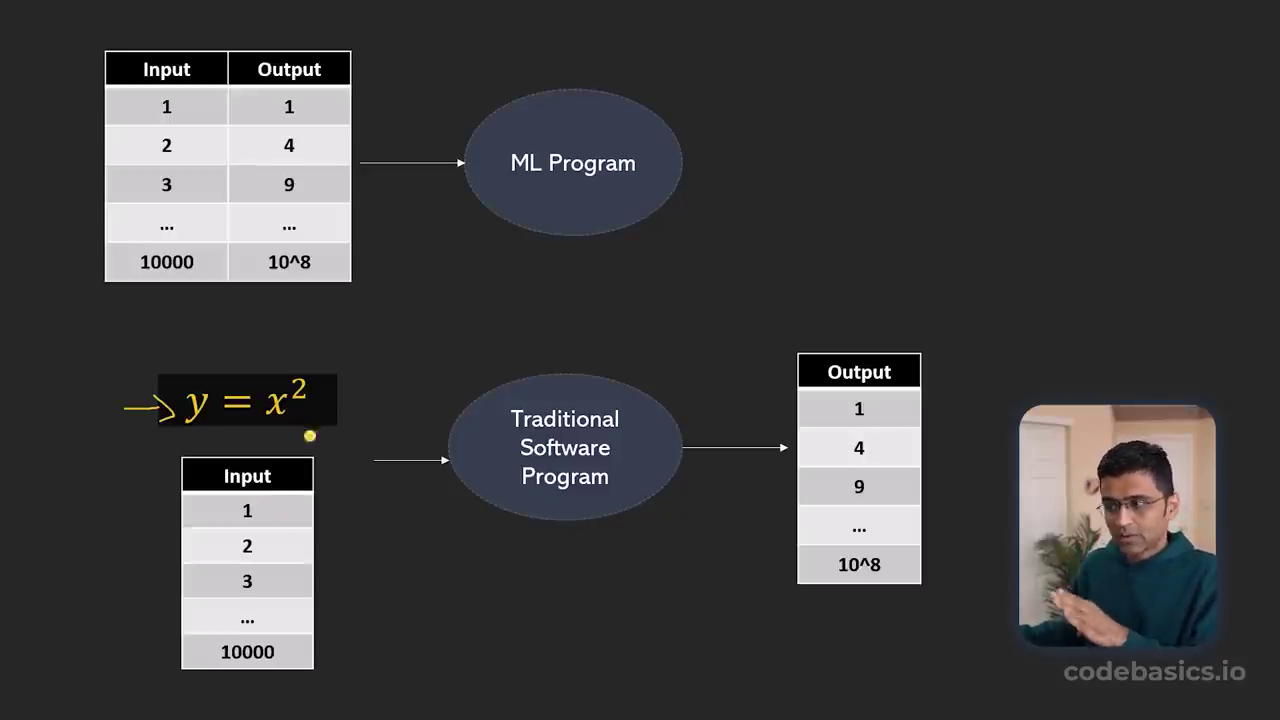 Input Output
1 1
2 4
3 9
... ...
10000 10^8
ML Program
y = x²
Input
1
2
3
...
10000
Traditional
Software
Program
Output
1
4
9
...
10^8
codebasics.io